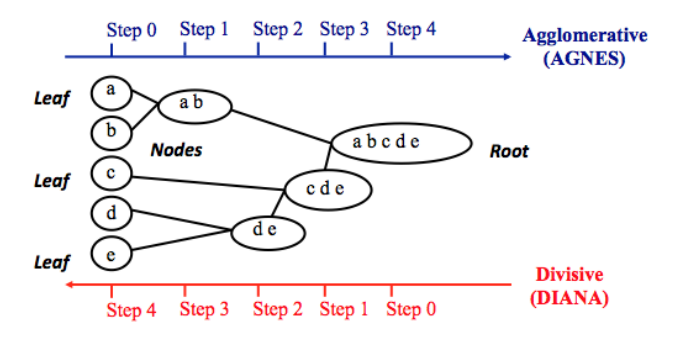 Step 0 Step 1 Step 2 Step 3 Step 4
Agglomerative
(AGNES)
Leaf
a
a b
b
Nodes
a b c d e
Root
Leaf
c
c d e
d
d e
Leaf
e
Divisive
(DIANA)
Step 4 Step 3 Step 2 Step 1 Step 0